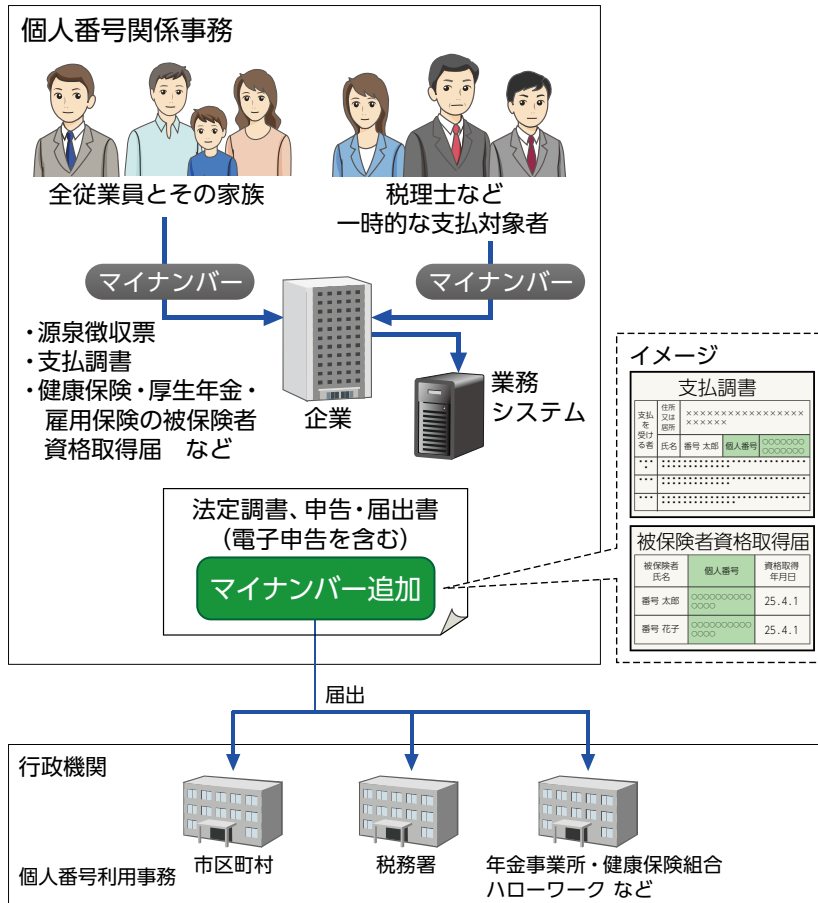 個人番号関係事務
全従業員とその家族
税理士など
一時的な支払対象者
マイナンバー
マイナンバー
・源泉徴収票
・支払調書
・健康保険・厚生年金・
雇用保険の被保険者
資格取得届 など
企業
業務
システム
法定調書、申告・届出書
(電子申告を含む)
マイナンバー追加
イメージ
支払調書
支払
を
受け
る者
住所
又は
居所
×××××××××××××××××
××××××
氏名
番号 太郎
個人番号
○○○○○○○
○○○○○○○
被保険者資格取得届
被保険者
氏名
個人番号
資格取得
年月日
番号 太郎
○○○○○○○○○○
○○○○
25.4.1
番号 花子
○○○○○○○○○○
○○○○
25.4.1
届出
行政機関
市区町村
税務署
年金事業所・健康保険組合
ハローワーク など
個人番号利用事務